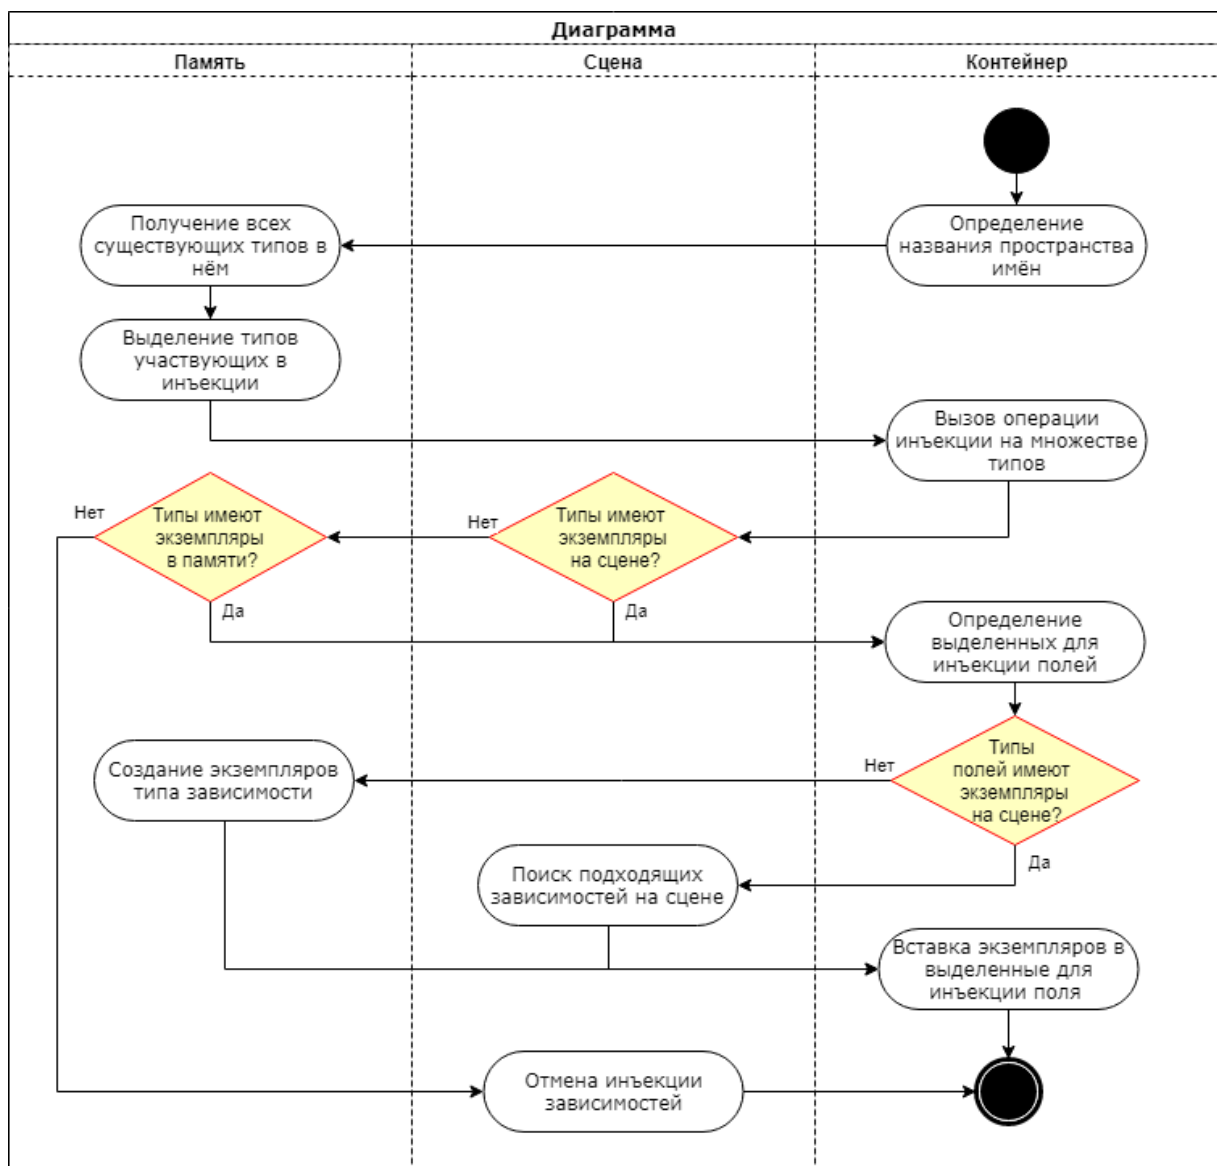 Диаграмма
Память
Сцена
Контейнер
Получение всех
существующих типов в
нём
Определение
названия пространства
имён
Выделение типов
участвующих в
инъекции
Вызов операции
инъекции на множестве
типов
Нет
Типы имеют
экземпляры
в памяти?
Да
Нет
Типы имеют
экземпляры
на сцене?
Да
Определение
выделенных для
инъекции полей
Создание экземпляров
типа зависимости
Нет
Типы
полей имеют
экземпляры
на сцене?
Да
Поиск подходящих
зависимостей на сцене
Вставка экземпляров в
выделенные для
инъекции поля
Отмена инъекции
зависимостей